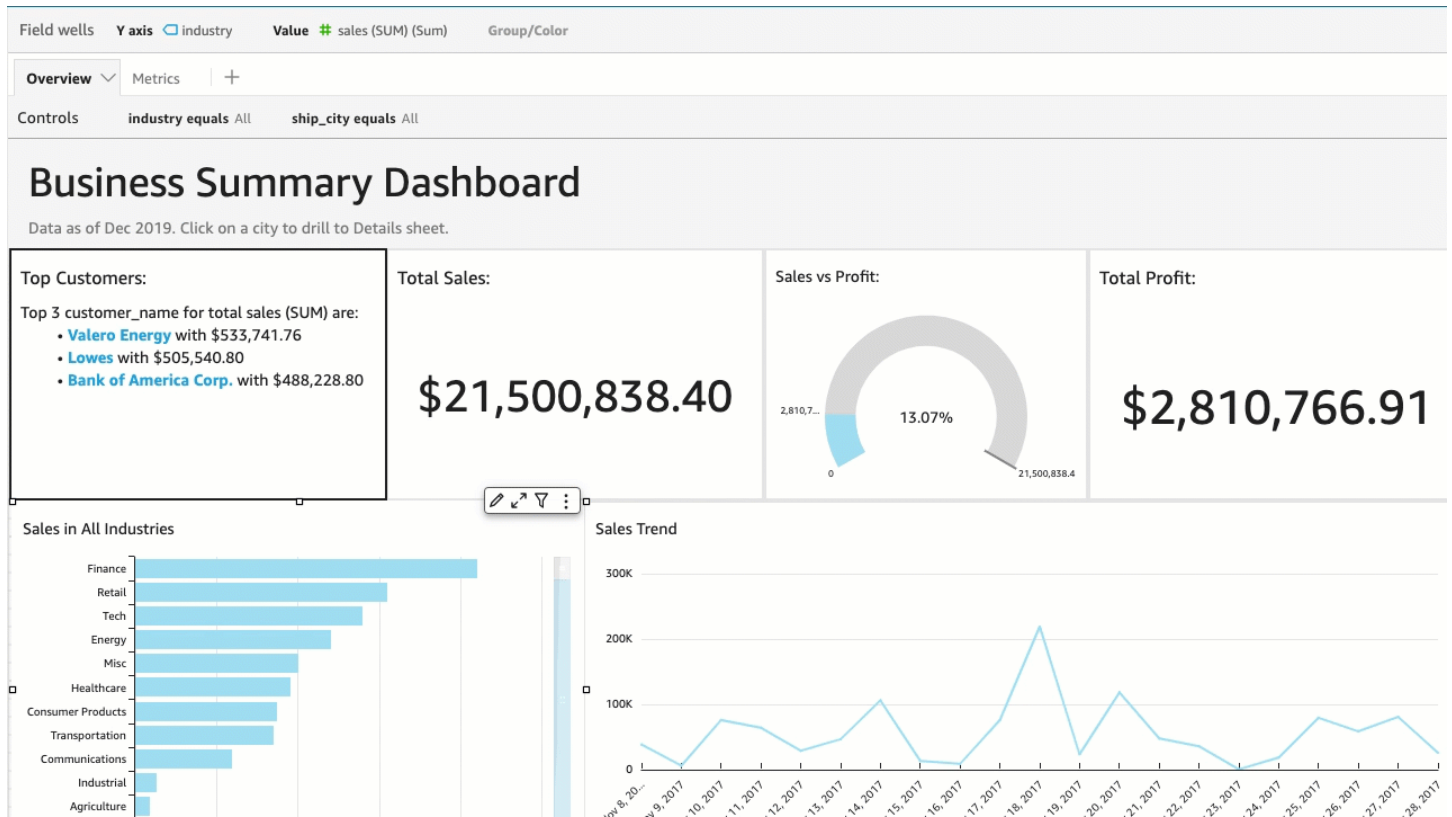 Field wells Y axis industry Value # sales (SUM) (Sum) Group/Color
Overview Metrics +
Controls industry equals All ship_city equals All
Business Summary Dashboard
Data as of Dec 2019. Click on a city to drill to Details sheet.
Top Customers:
Top 3 customer_name for total sales (SUM) are:
• Valero Energy with $533,741.76
• Lowes with $505,540.80
• Bank of America Corp. with $488,228.80
Total Sales:
$21,500,838.40
Sales vs Profit:
2,810,7...
13.07%
0
21,500,838.4
Total Profit:
$2,810,766.91
Sales in All Industries
Finance
Retail
Tech
Energy
Misc
Healthcare
Consumer Products
Transportation
Communications
Industrial
Agriculture
Sales Trend
300K
200K
100K
0
8, 20...
9, 2017
10, 2017
11, 2017
12, 2017
13, 2017
14, 2017
15, 2017
16, 2017
17, 2017
18, 2017
19, 2017
20, 2017
21, 2017
22, 2017
23, 2017
24, 2017
25, 2017
26, 2017
27, 2017
28, 2017